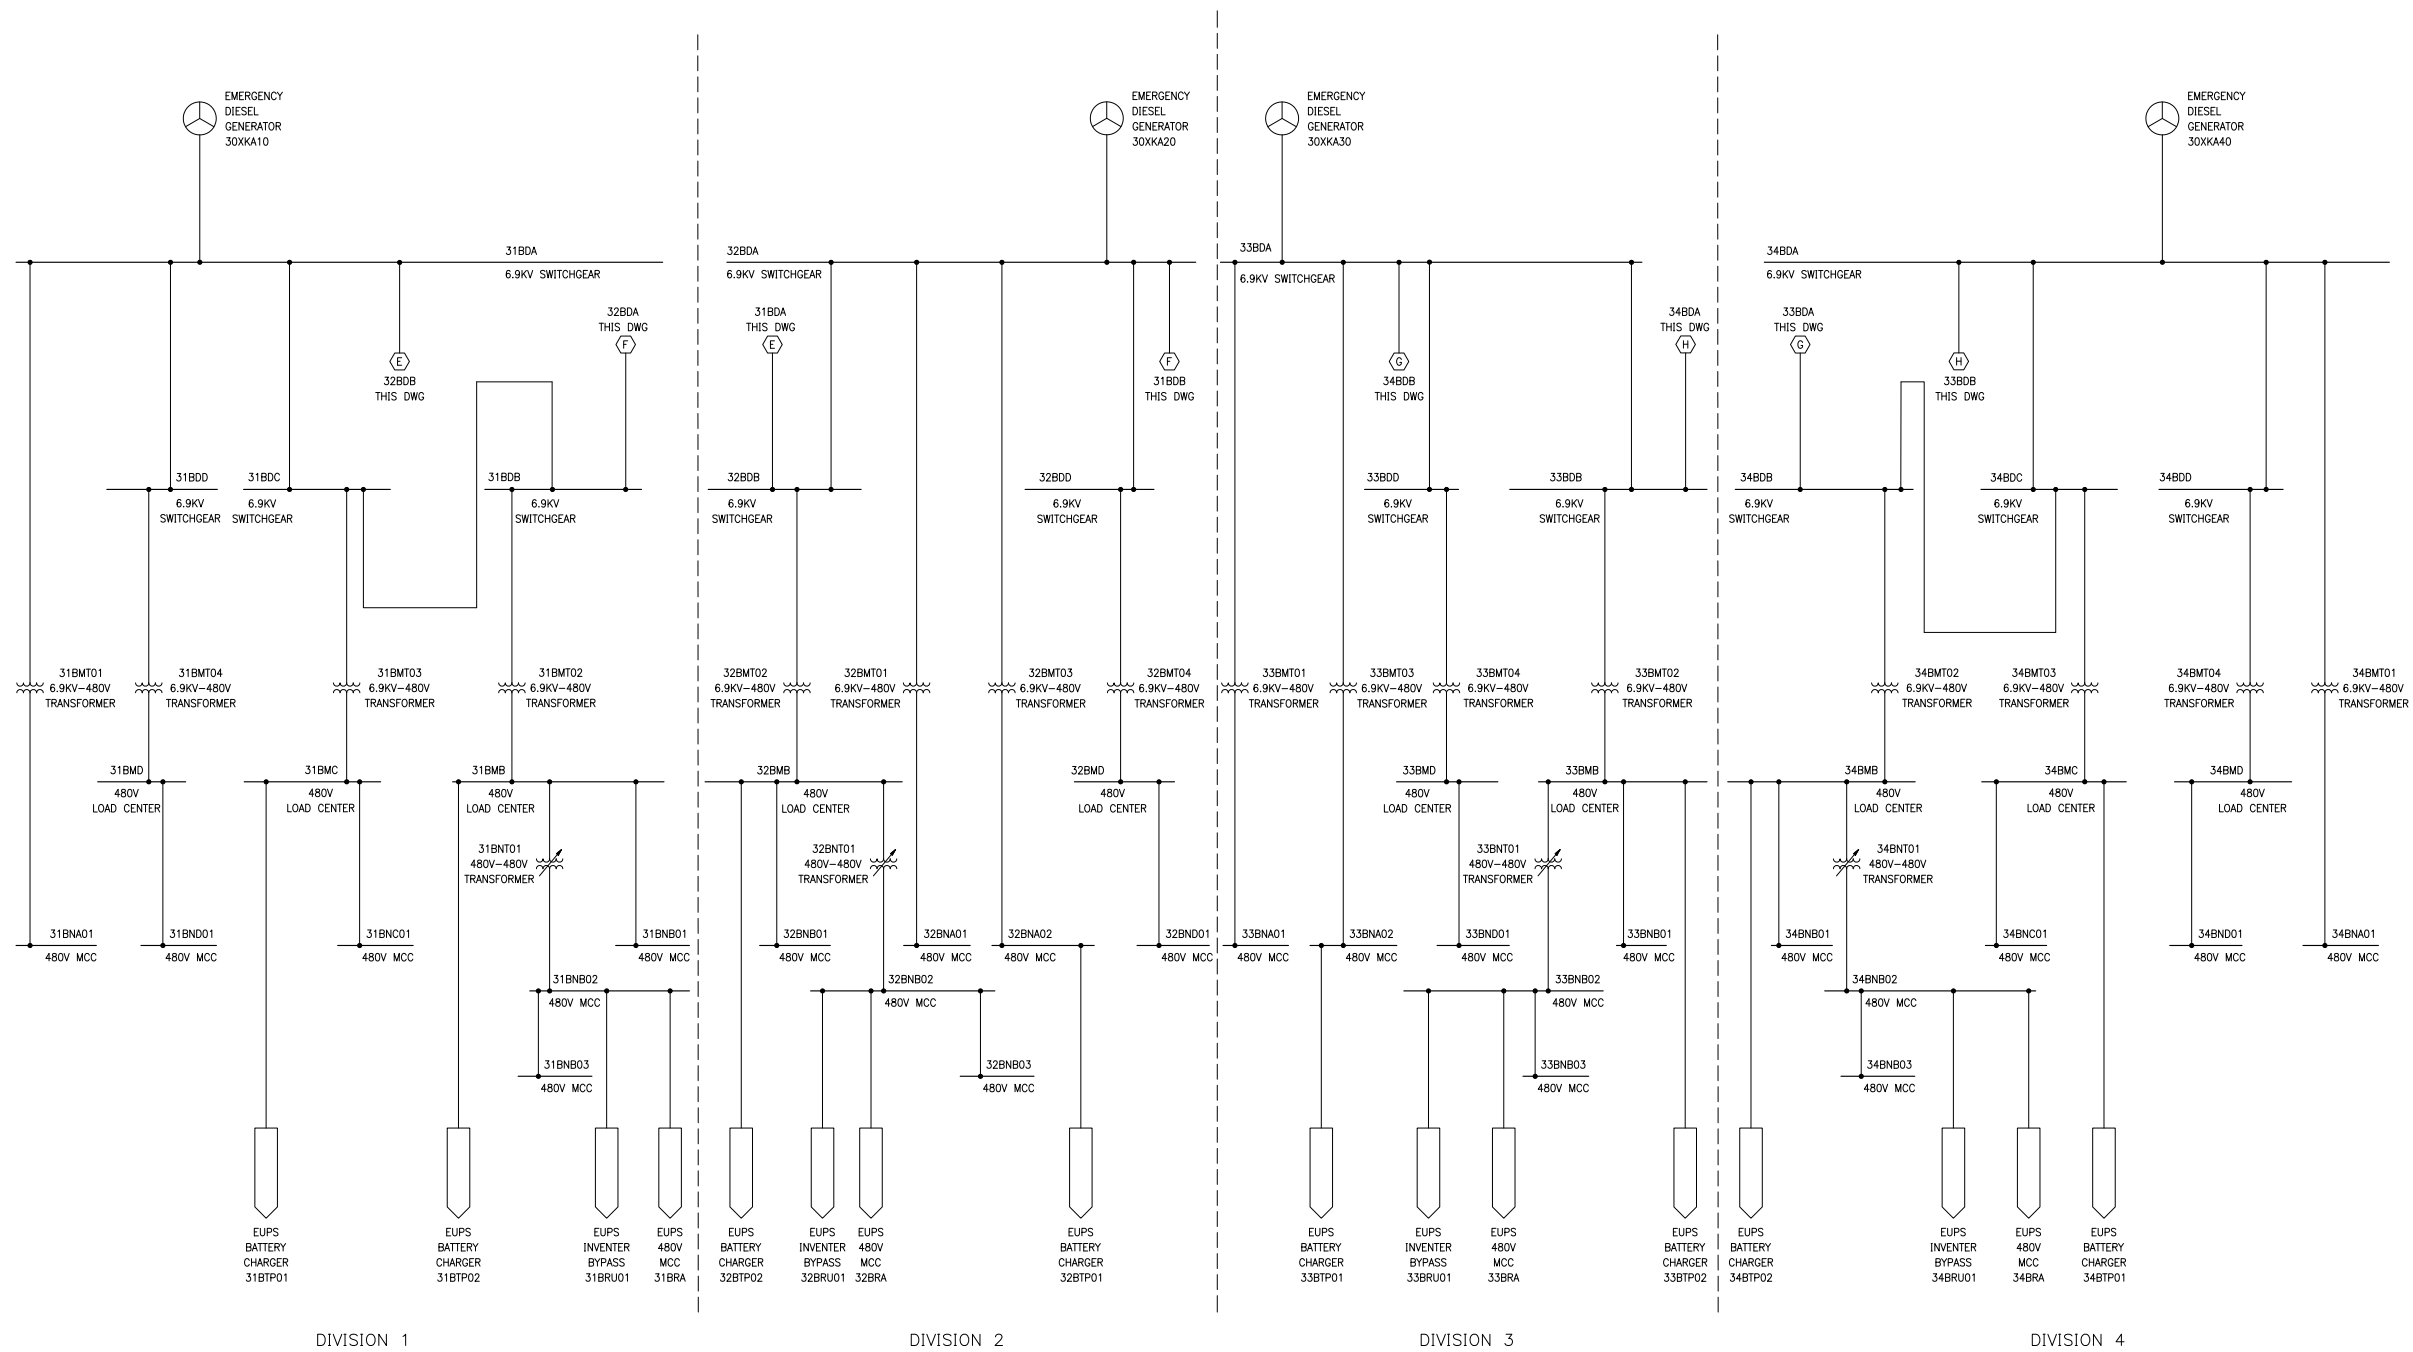 EMERGENCY
DIESEL
GENERATOR
30XKA10
EMERGENCY
DIESEL
GENERATOR
30XKA20
EMERGENCY
DIESEL
GENERATOR
30XKA30
EMERGENCY
DIESEL
GENERATOR
30XKA40
31BDA
6.9KV SWITCHGEAR
32BDA
6.9KV SWITCHGEAR
33BDA
6.9KV SWITCHGEAR
34BDA
6.9KV SWITCHGEAR
E
32BDB
THIS DWG
32BDA
THIS DWG
F
31BDA
THIS DWG
E
F
31BDB
THIS DWG
G
34BDB
THIS DWG
34BDA
THIS DWG
H
33BDA
THIS DWG
G
H
33BDB
THIS DWG
31BDD
6.9KV
SWITCHGEAR
31BDC
6.9KV
SWITCHGEAR
31BDB
6.9KV
SWITCHGEAR
32BDB
6.9KV
SWITCHGEAR
32BDD
6.9KV
SWITCHGEAR
33BDD
6.9KV
SWITCHGEAR
33BDB
6.9KV
SWITCHGEAR
34BDB
6.9KV
SWITCHGEAR
34BDC
6.9KV
SWITCHGEAR
34BDD
6.9KV
SWITCHGEAR
31BMT01
6.9KV-480V
TRANSFORMER
31BMT04
6.9KV-480V
TRANSFORMER
31BMT03
6.9KV-480V
TRANSFORMER
31BMT02
6.9KV-480V
TRANSFORMER
32BMT02
6.9KV-480V
TRANSFORMER
32BMT01
6.9KV-480V
TRANSFORMER
32BMT03
6.9KV-480V
TRANSFORMER
32BMT04
6.9KV-480V
TRANSFORMER
33BMT01
6.9KV-480V
TRANSFORMER
33BMT03
6.9KV-480V
TRANSFORMER
33BMT04
6.9KV-480V
TRANSFORMER
33BMT02
6.9KV-480V
TRANSFORMER
34BMT02
6.9KV-480V
TRANSFORMER
34BMT03
6.9KV-480V
TRANSFORMER
34BMT04
6.9KV-480V
TRANSFORMER
34BMT01
6.9KV-480V
TRANSFORMER
31BMD
480V
LOAD CENTER
31BMC
480V
LOAD CENTER
31BMB
480V
LOAD CENTER
32BMB
480V
LOAD CENTER
32BMD
480V
LOAD CENTER
33BMD
480V
LOAD CENTER
33BMB
480V
LOAD CENTER
34BMB
480V
LOAD CENTER
34BMC
480V
LOAD CENTER
34BMD
480V
LOAD CENTER
31BNT01
480V-480V
TRANSFORMER
32BNT01
480V-480V
TRANSFORMER
33BNT01
480V-480V
TRANSFORMER
34BNT01
480V-480V
TRANSFORMER
31BNA01
480V MCC
31BND01
480V MCC
31BNC01
480V MCC
31BNB01
480V MCC
32BNB01
480V MCC
32BNA01
480V MCC
32BNA02
480V MCC
32BND01
480V MCC
33BNA01
480V MCC
33BNA02
480V MCC
33BND01
480V MCC
33BNB01
480V MCC
34BNB01
480V MCC
34BNC01
480V MCC
34BND01
480V MCC
34BNA01
480V MCC
31BNB02
480V MCC
32BNB02
480V MCC
33BNB02
480V MCC
34BNB02
480V MCC
31BNB03
480V MCC
32BNB03
480V MCC
33BNB03
480V MCC
34BNB03
480V MCC
EUPS
BATTERY
CHARGER
31BTP01
EUPS
BATTERY
CHARGER
31BTP02
EUPS
INVENTER
BYPASS
31BRU01
EUPS
480V
MCC
31BRA
EUPS
BATTERY
CHARGER
32BTP02
EUPS
INVENTER
BYPASS
32BRU01
EUPS
480V
MCC
32BRA
EUPS
BATTERY
CHARGER
32BTP01
EUPS
BATTERY
CHARGER
33BTP01
EUPS
INVENTER
BYPASS
33BRU01
EUPS
480V
MCC
33BRA
EUPS
BATTERY
CHARGER
33BTP02
EUPS
BATTERY
CHARGER
34BTP02
EUPS
INVENTER
BYPASS
34BRU01
EUPS
480V
MCC
34BRA
EUPS
BATTERY
CHARGER
34BTP01
DIVISION 1
DIVISION 2
DIVISION 3
DIVISION 4